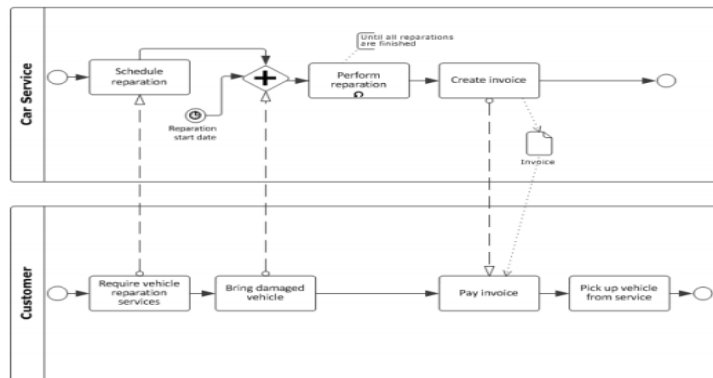 Car Service
Schedule
reparation
Reparation
start date
Until all reparations
are finished
Perform
reparation
Create invoice
Invoice
Customer
Require vehicle
reparation
services
Bring damaged
vehicle
Pay invoice
Pick up vehicle
from service